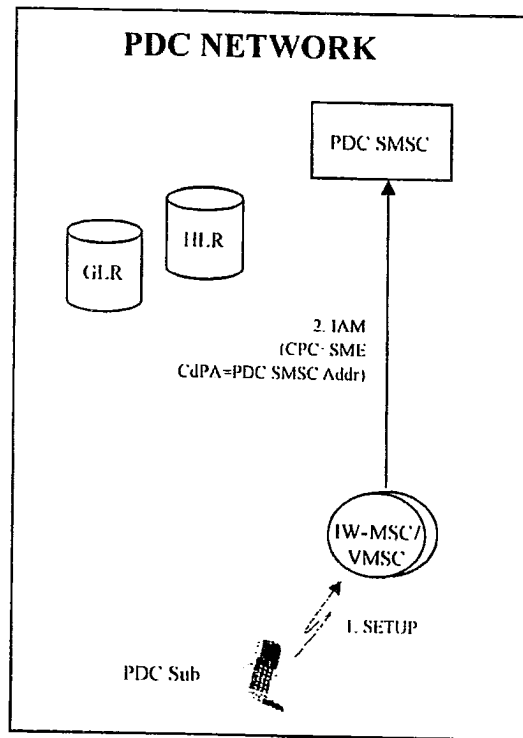 PDC NETWORK
PDC SMSC
HLR
GLR
2. IAM
(CPC- SME
CdPA=PDC SMSC Addr)
IW-MSC/
VMSC
1. SETUP
PDC Sub